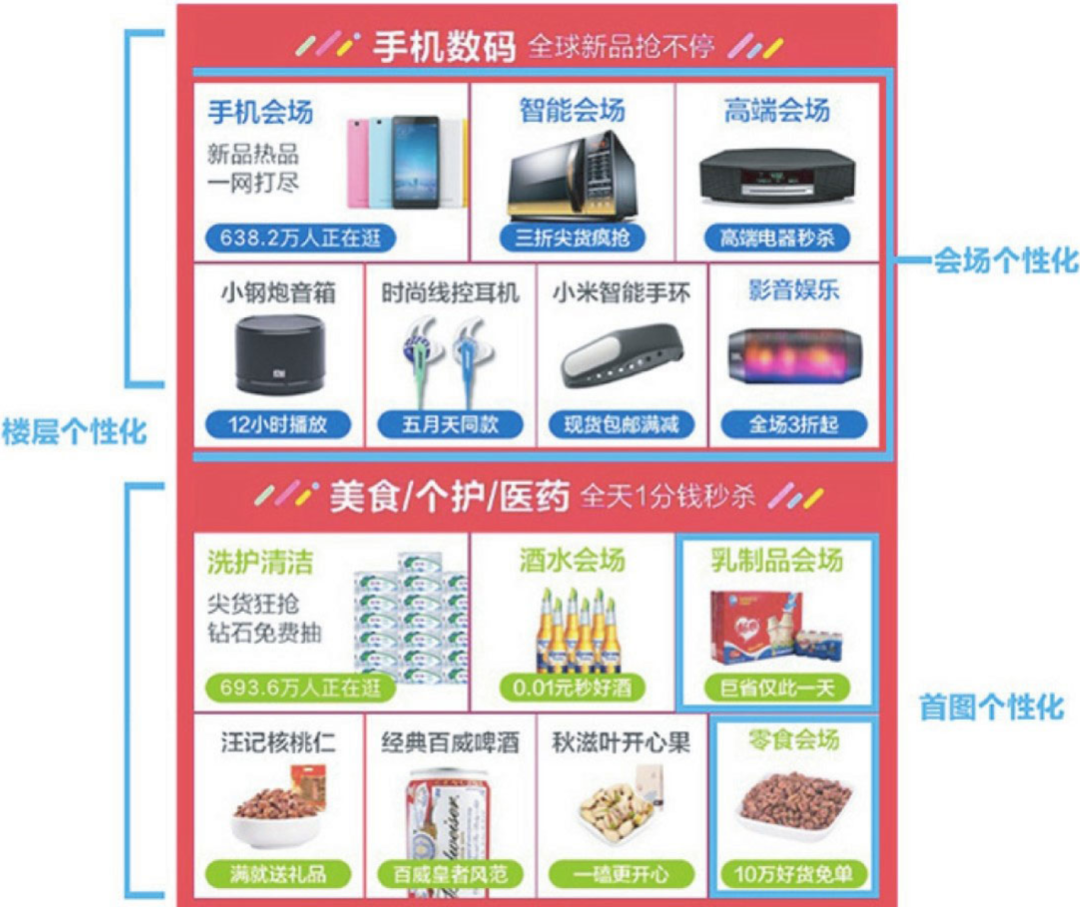 手机数码 全球新品抢不停
手机会场
新品热品
一网打尽
638.2万人正在逛
智能会场
三折尖货疯抢
高端会场
高端电器秒杀
会场个性化
小钢炮音箱
12小时播放
时尚线控耳机
五月天同款
小米智能手环
现货包邮满减
影音娱乐
全场3折起
楼层个性化
美食/个护/医药 全天1分钱秒杀
洗护清洁
尖货狂抢
钻石免费抽
693.6万人正在逛
酒水会场
0.01元秒好酒
乳制品会场
巨省仅此一天
首图个性化
汪记核桃仁
满就送礼品
经典百威啤酒
Budweiser
百威皇者风范
秋滋叶开心果
一嗑更开心
零食会场
10万好货免单